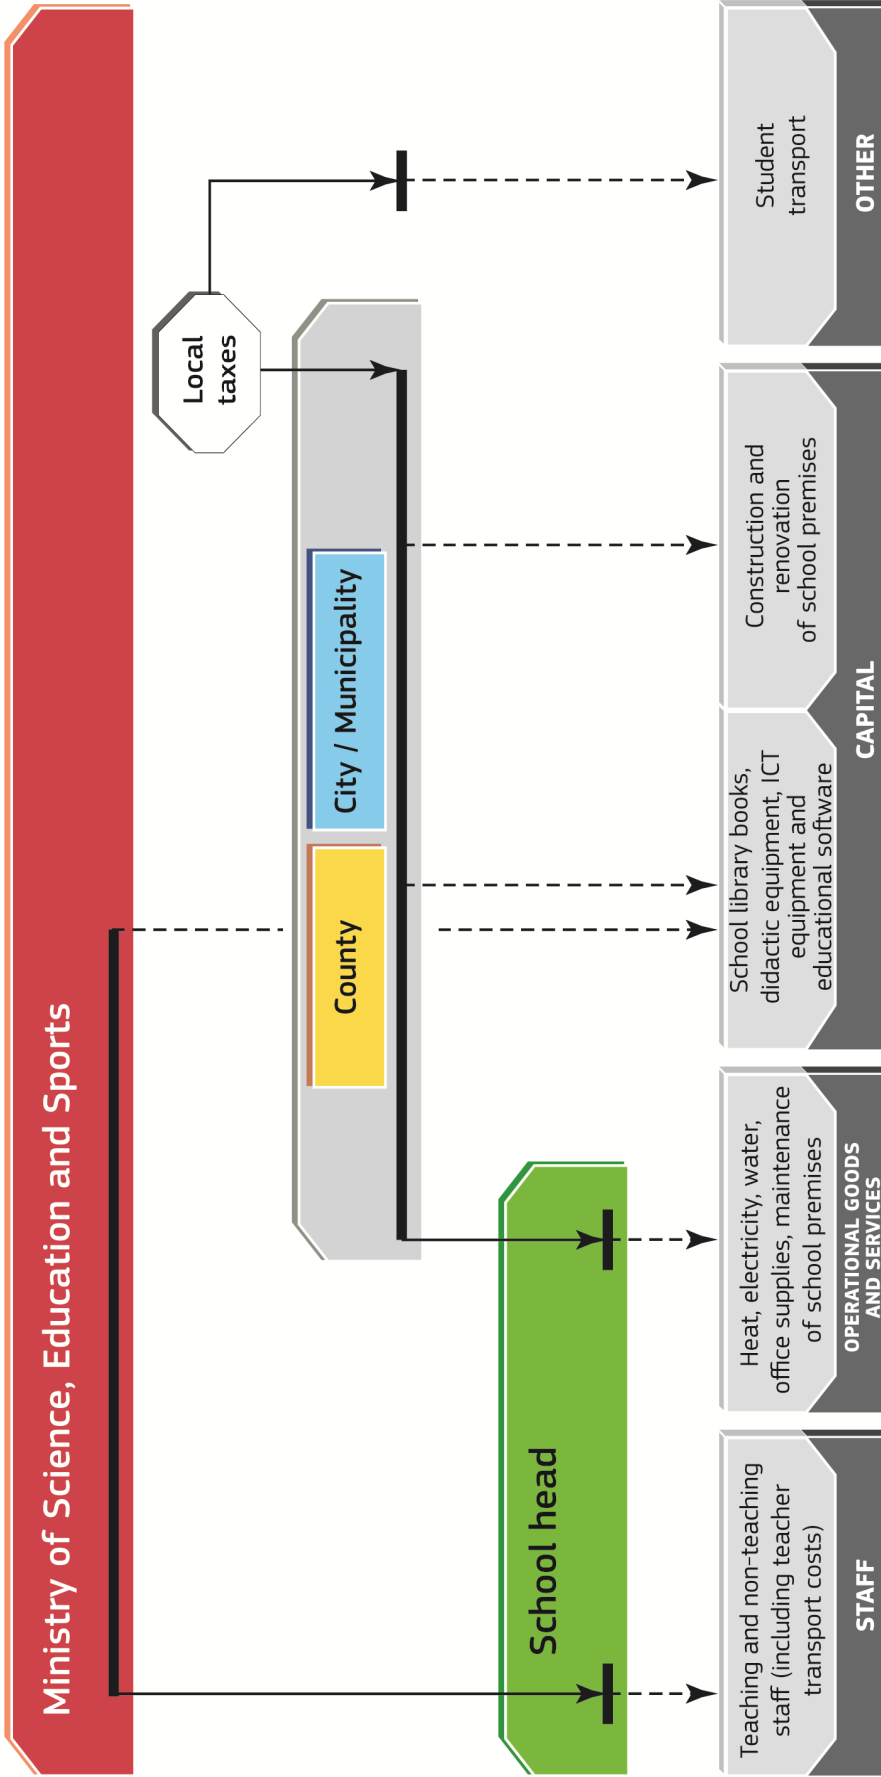 Ministry of Science, Education and Sports
Local
taxes
County
City / Municipality
School head
Teaching and non-teaching
staff (including teacher
transport costs)
STAFF
Heat, electricity, water,
office supplies, maintenance
of school premises
OPERATIONAL GOODS
AND SERVICES
School library books,
didactic equipment, ICT
equipment and
educational software
Construction and
renovation
of school premises
CAPITAL
Student
transport
OTHER